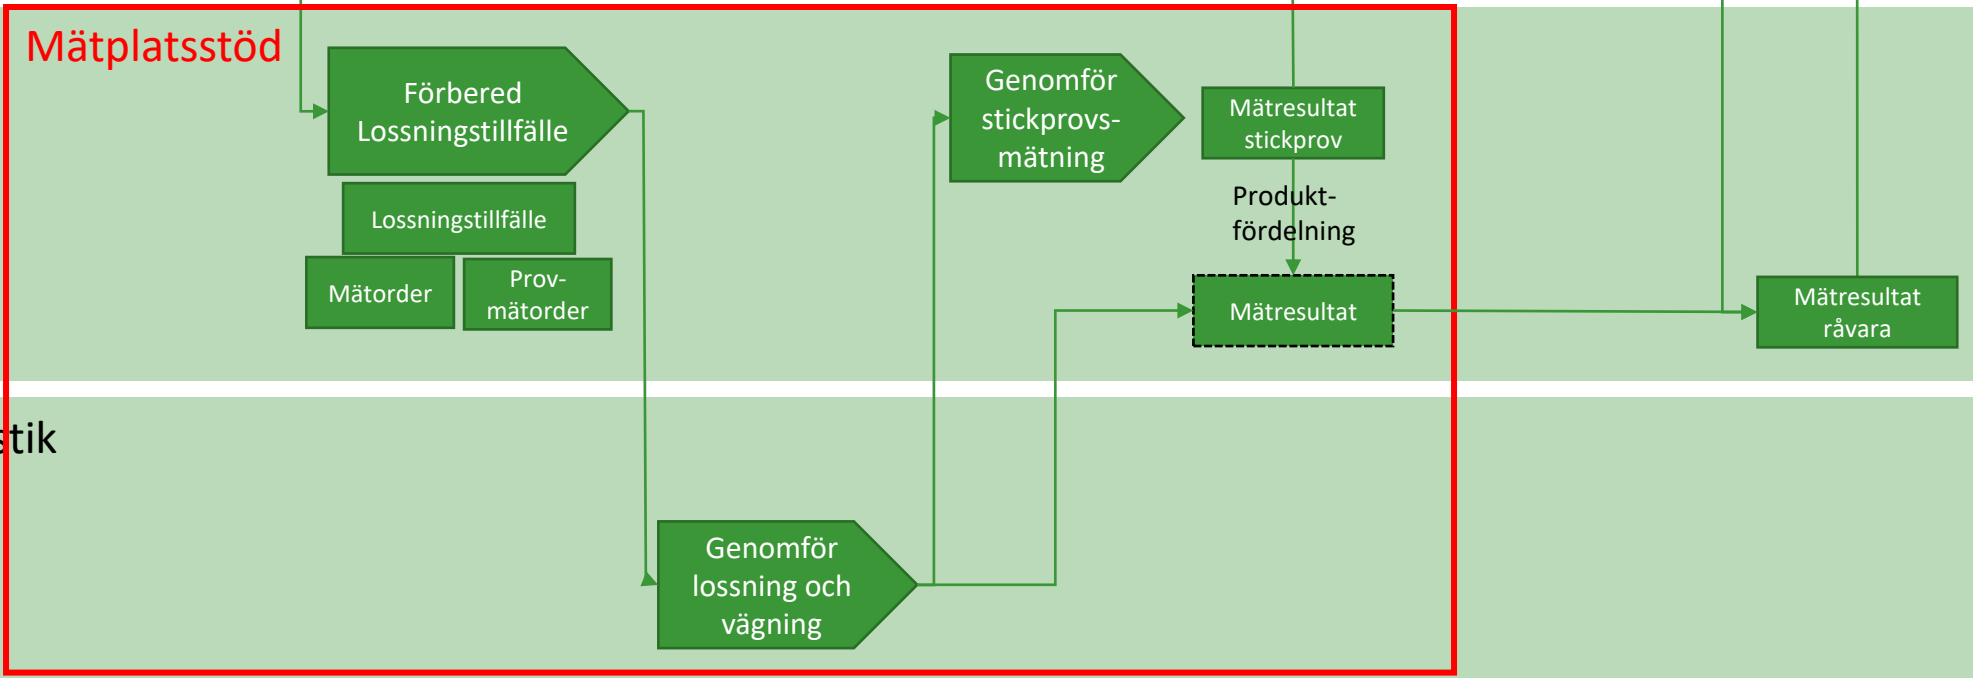 Mätplatsstöd
Förbered
Lossningstillfälle
Lossningstillfälle
Mätorder
Prov-
mätorder
Genomför
stickprovs-
mätning
Mätresultat
stickprov
Produkt-
fördelning
Mätresultat
Mätresultat
råvara
tik
Genomför
lossning och
vägning